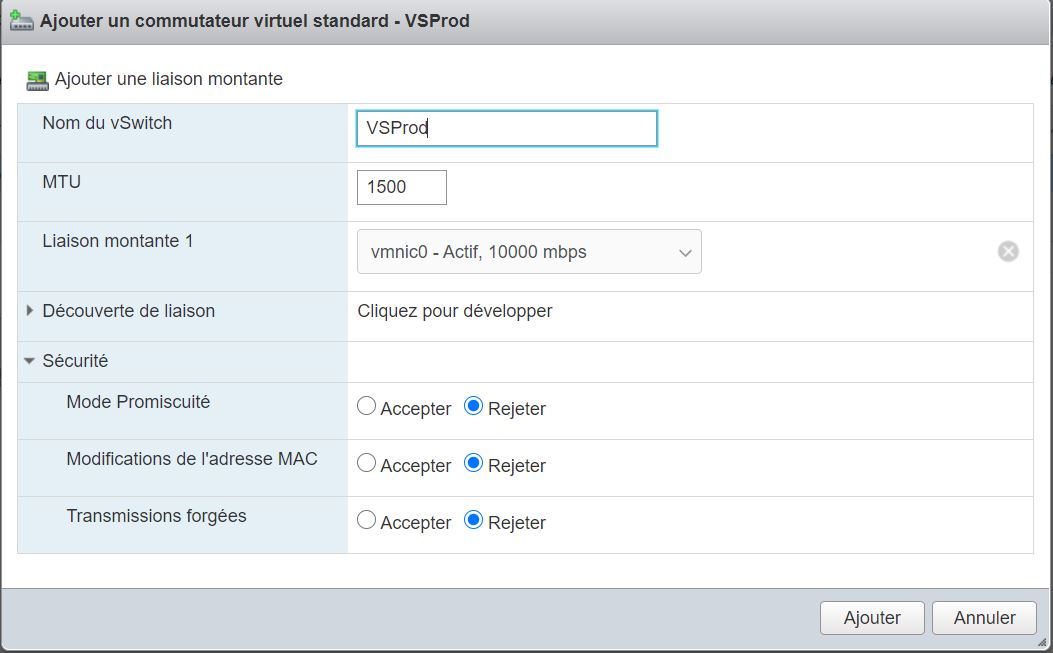 Ajouter un commutateur virtuel standard - VSProd
Ajouter une liaison montante
Nom du vSwitch
VSProd
MTU
1500
Liaison montante 1
vmnic0 - Actif, 10000 mbps
Découverte de liaison
Cliquez pour développer
Sécurité
Mode Promiscuité
Accepter Rejeter
Modifications de l'adresse MAC
Accepter Rejeter
Transmissions forgées
Accepter Rejeter
Ajouter
Annuler